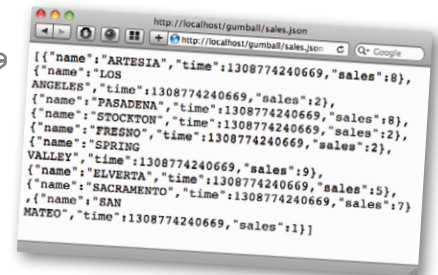 http://localhost/gumball/sales.json
http://localhost/gumball/sales.json
Google
[{"name":"ARTESIA","time":1308774240669,"sales":8},
{"name":"LOS
ANGELES","time":1308774240669,"sales":2},
{"name":"PASADENA","time":1308774240669,"sales":8},
{"name":"STOCKTON","time":1308774240669,"sales":2},
{"name":"FRESNO","time":1308774240669,"sales":2},
{"name":"SPRING
VALLEY","time":1308774240669,"sales":9},
{"name":"ELVERTA","time":1308774240669,"sales":5},
{"name":"SACRAMENTO","time":1308774240669,"sales":7}
,{"name":"SAN
MATEO","time":1308774240669,"sales":1}]